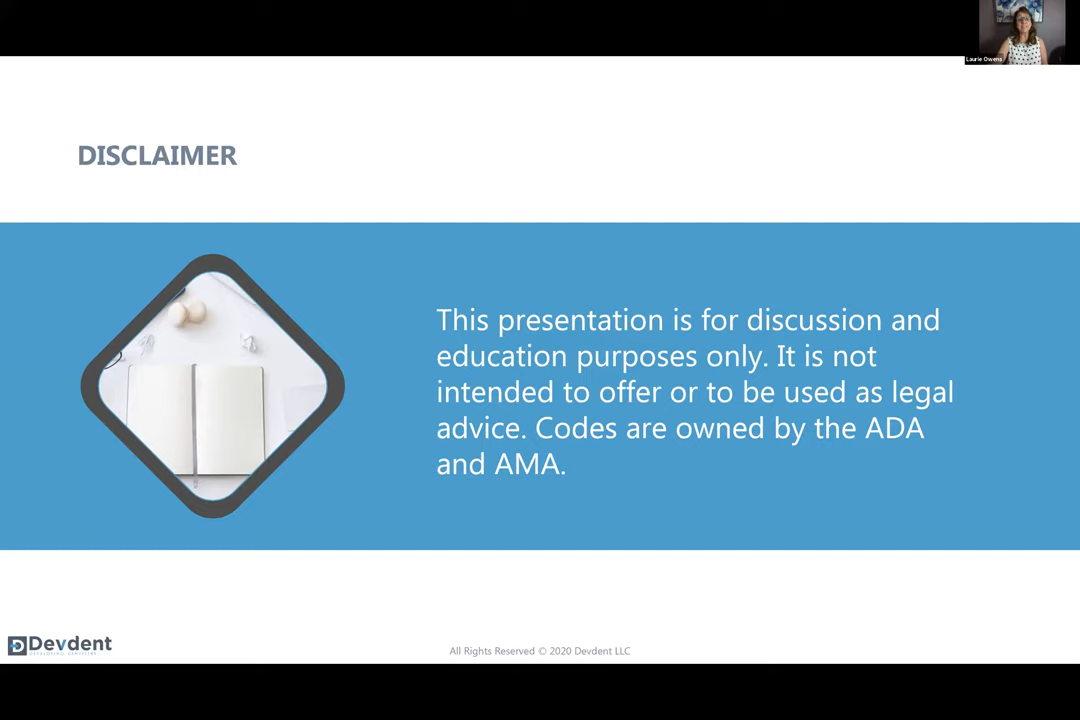 Laurie Owens
DISCLAIMER
This presentation is for discussion and
education purposes only. It is not
intended to offer or to be used as legal
advice. Codes are owned by the ADA
and AMA.
Devdent
All Rights Reserved © 2020 Devdent LLC